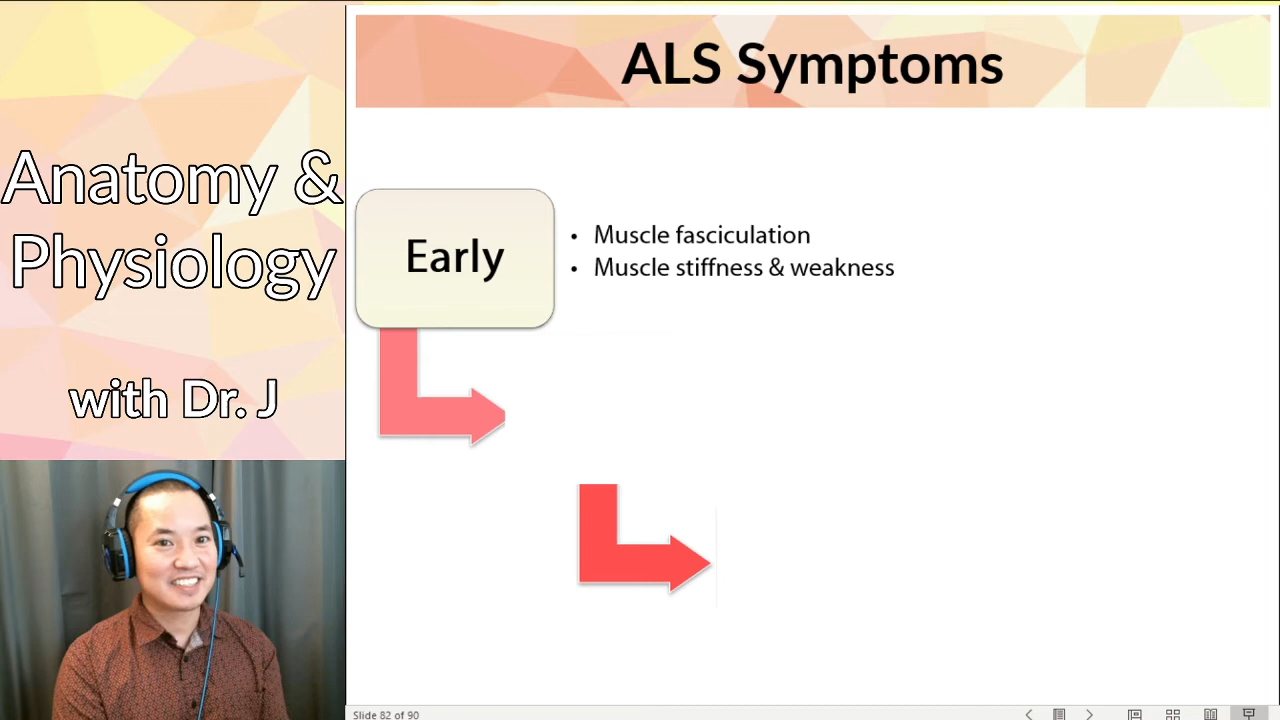 Anatomy &
Physiology
with Dr. J
ALS Symptoms
Early
• Muscle fasciculation
• Muscle stiffness & weakness
Slide 82 of 90